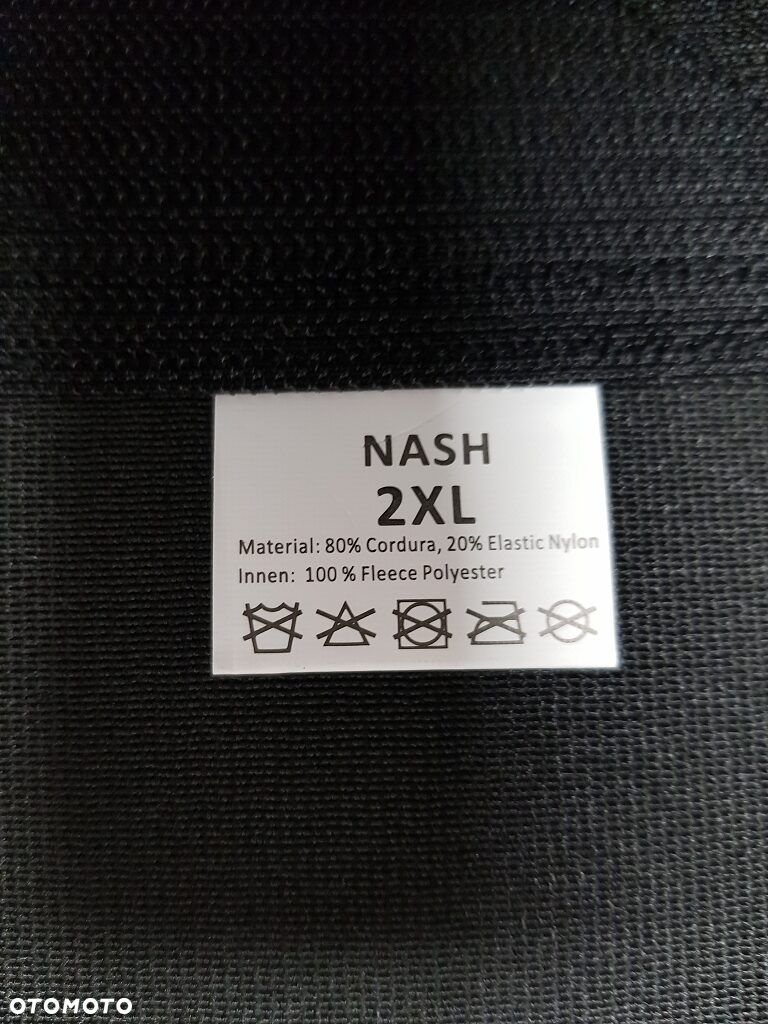 NASH
2XL
Material: 80% Cordura, 20% Elastic Nylon
Innen: 100 % Fleece Polyester
OTOMOTO